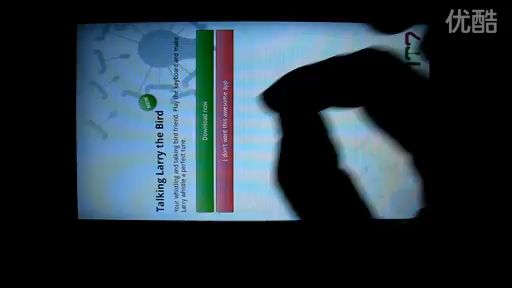 优酷
NEW
Talking Larry the Bird
Your whistling and talking bird friend. Play the keyboard and make
Larry whistle a perfect tune.
Download now
I don't want this awesome app